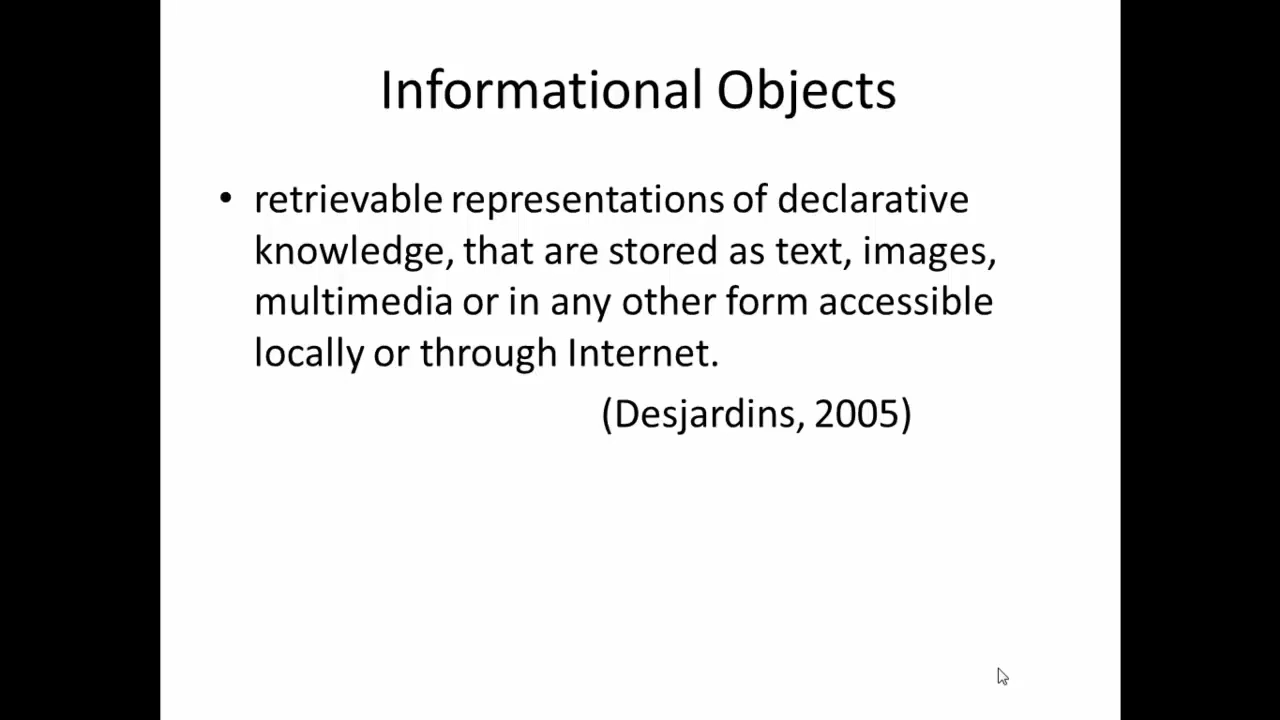 Informational Objects
• retrievable representations of declarative
knowledge, that are stored as text, images,
multimedia or in any other form accessible
locally or through Internet.
(Desjardins, 2005)